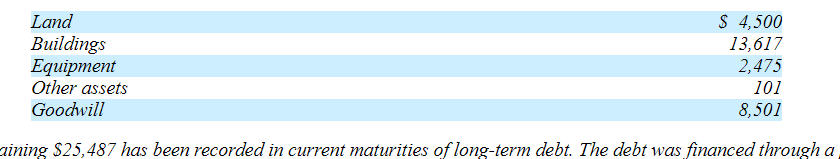 Land $ 4,500
Buildings 13,617
Equipment 2,475
Other assets 101
Goodwill 8,501
$25,487 has been recorded in current maturities of long-term debt. The debt was financed through a